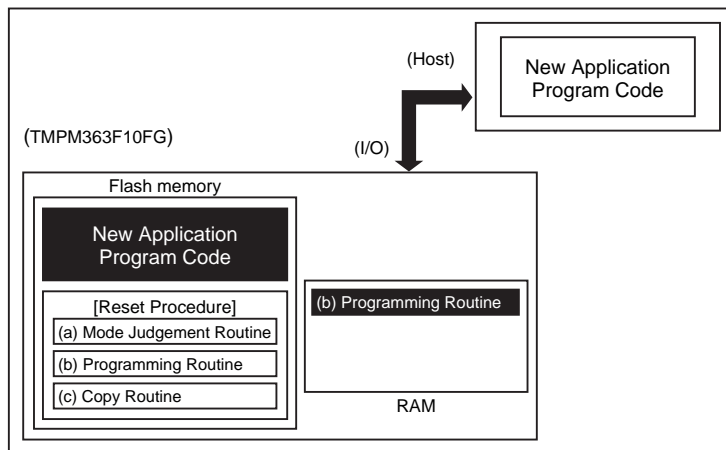 (Host)
New Application
Program Code
(TMPM363F10FG)
(I/O)
Flash memory
New Application
Program Code
[Reset Procedure]
(a) Mode Judgement Routine
(b) Programming Routine
(c) Copy Routine
(b) Programming Routine
RAM